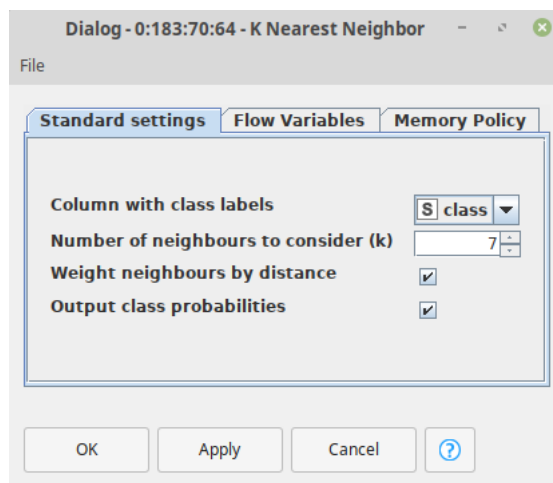 Dialog - 0:183:70:64 - K Nearest Neighbor
File
Standard settings Flow Variables Memory Policy
Column with class labels S class
Number of neighbours to consider (k) 7
Weight neighbours by distance
Output class probabilities
OK Apply Cancel ?